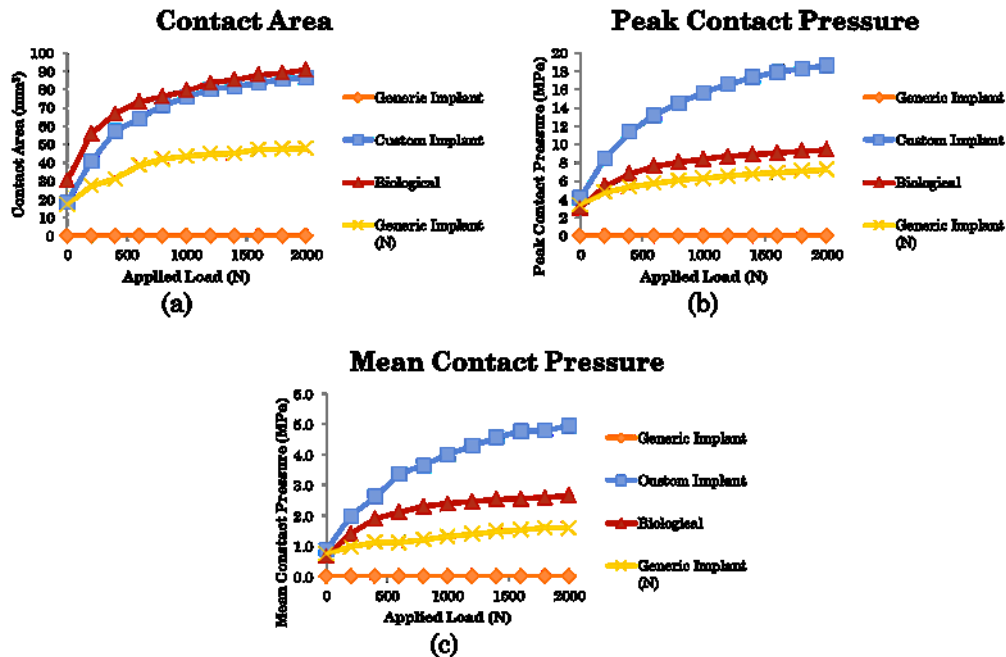 Contact Area
Contact Area (mm²)
100
90
80
70
60
50
40
30
20
10
0
0
500
1000
1500
2000
Applied Load (N)
Generic Implant
Custom Implant
Biological
Generic Implant
(N)
(a)
Peak Contact Pressure
Peak Contact Pressure (MPa)
20
18
16
14
12
10
8
6
4
2
0
0
500
1000
1500
2000
Applied Load (N)
Generic Implant
Custom Implant
Biological
Generic Implant
(N)
(b)
Mean Contact Pressure
Mean Constact Pressure (MPa)
6.0
5.0
4.0
3.0
2.0
1.0
0.0
0
500
1000
1500
2000
Applied Load (N)
Generic Implant
Custom Implant
Biological
Generic Implant
(N)
(c)